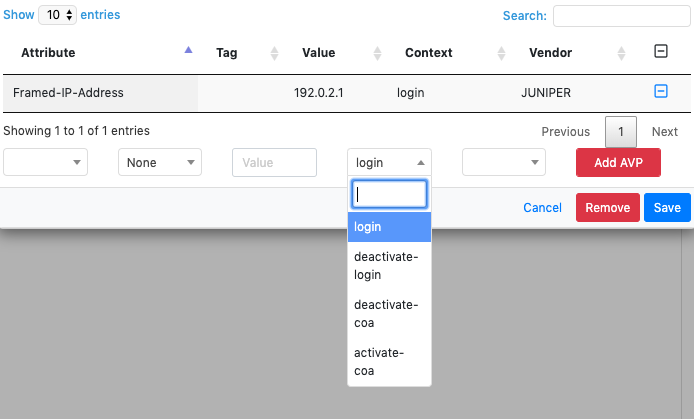 Show 10 entries
Search:
Attribute Tag Value Context Vendor
Framed-IP-Address 192.0.2.1 login JUNIPER
Showing 1 to 1 of 1 entries
Previous 1 Next
None Value login Add AVP
Cancel Remove Save
login
deactivate-
login
deactivate-
coa
activate-
coa